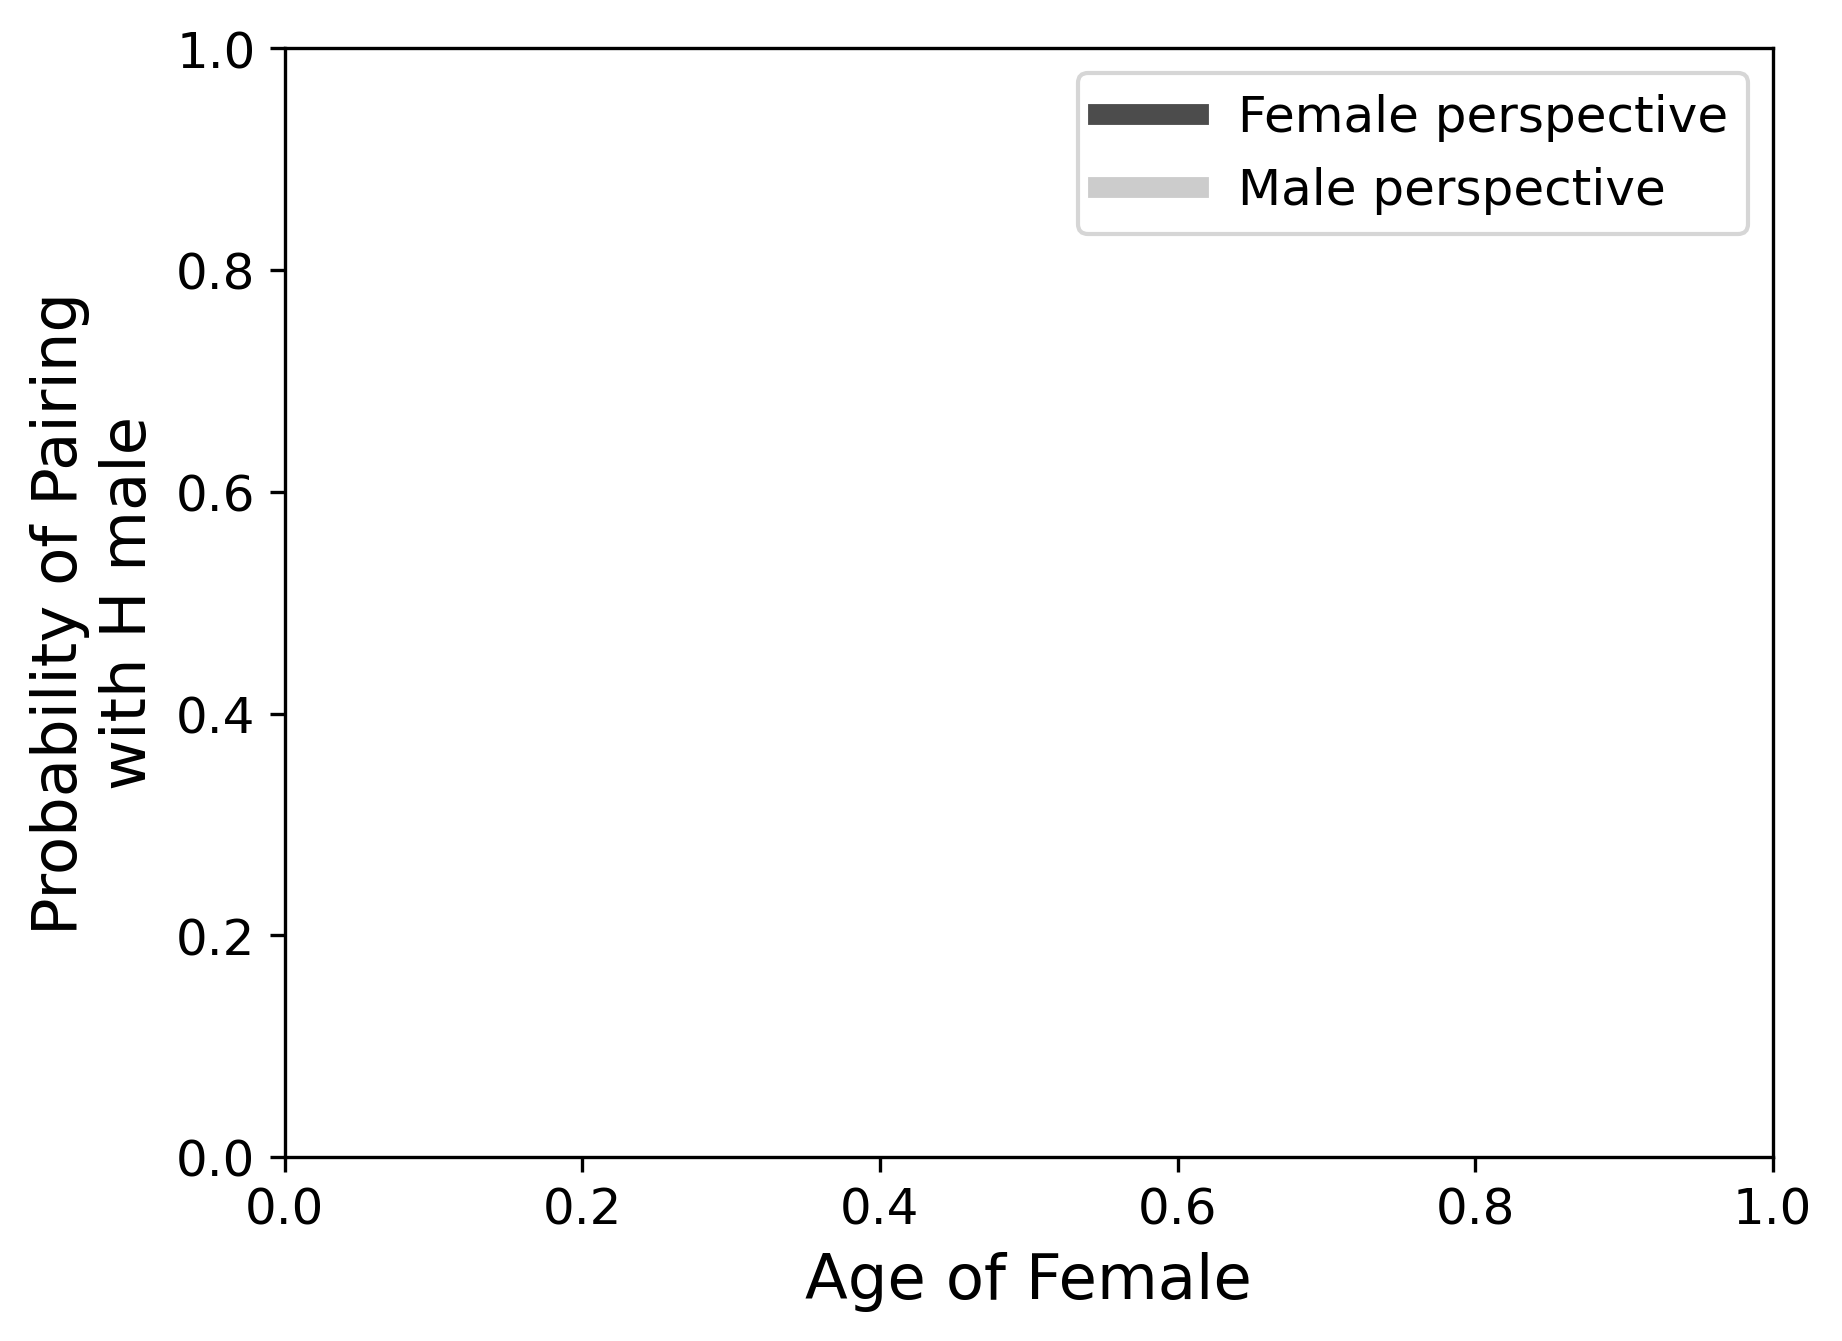 Female perspective
Male perspective
1.0
0.8
0.6
0.4
0.2
0.0
Probability of Pairing
with H male
0.0 0.2 0.4 0.6 0.8 1.0
Age of Female